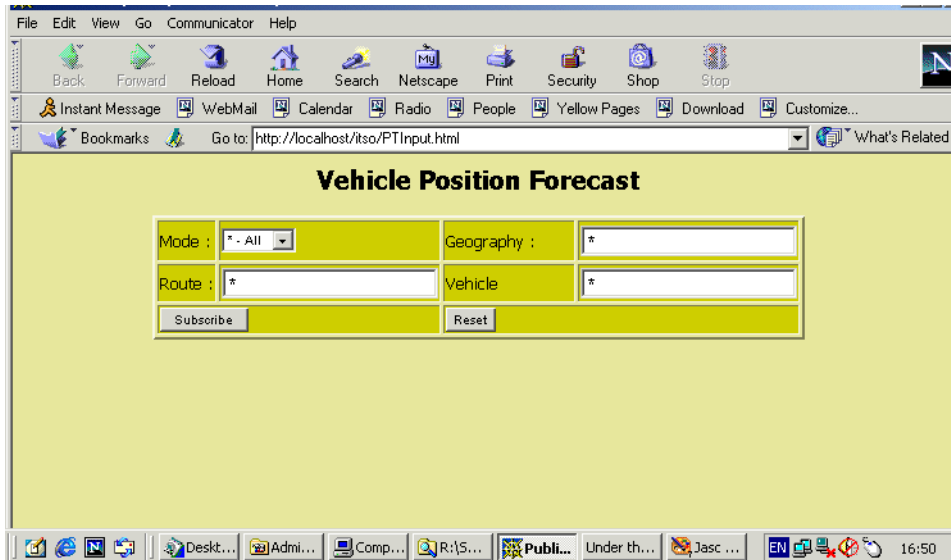 File Edit View Go Communicator Help
Back Forward Reload Home Search Netscape Print Security Shop Stop
Instant Message WebMail Calendar Radio People Yellow Pages Download Customize...
Bookmarks Go to: http://localhost/itso/PTInput.html What's Related
Vehicle Position Forecast
Mode : * - All Geography : *
Route : * Vehicle *
Subscribe Reset
Deskt... Admi... Comp... R:\S... Publi... Under th... Jasc ... EN 16:50